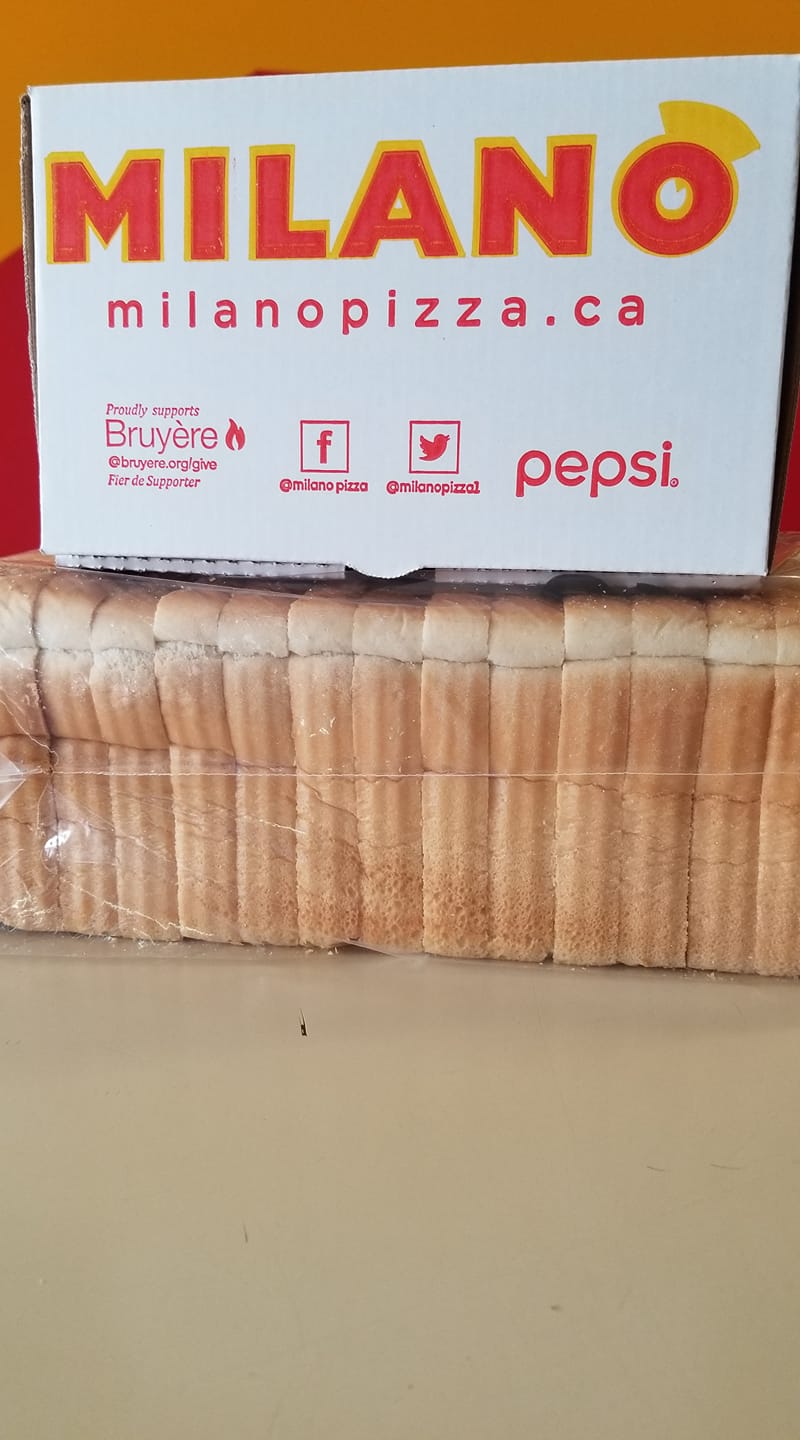 MILANO
milanopizza.ca
Proudly supports
Bruyère
@bruyere.org/give
Fier de Supporter
f
@milano pizza
@milanopizza1
pepsi®